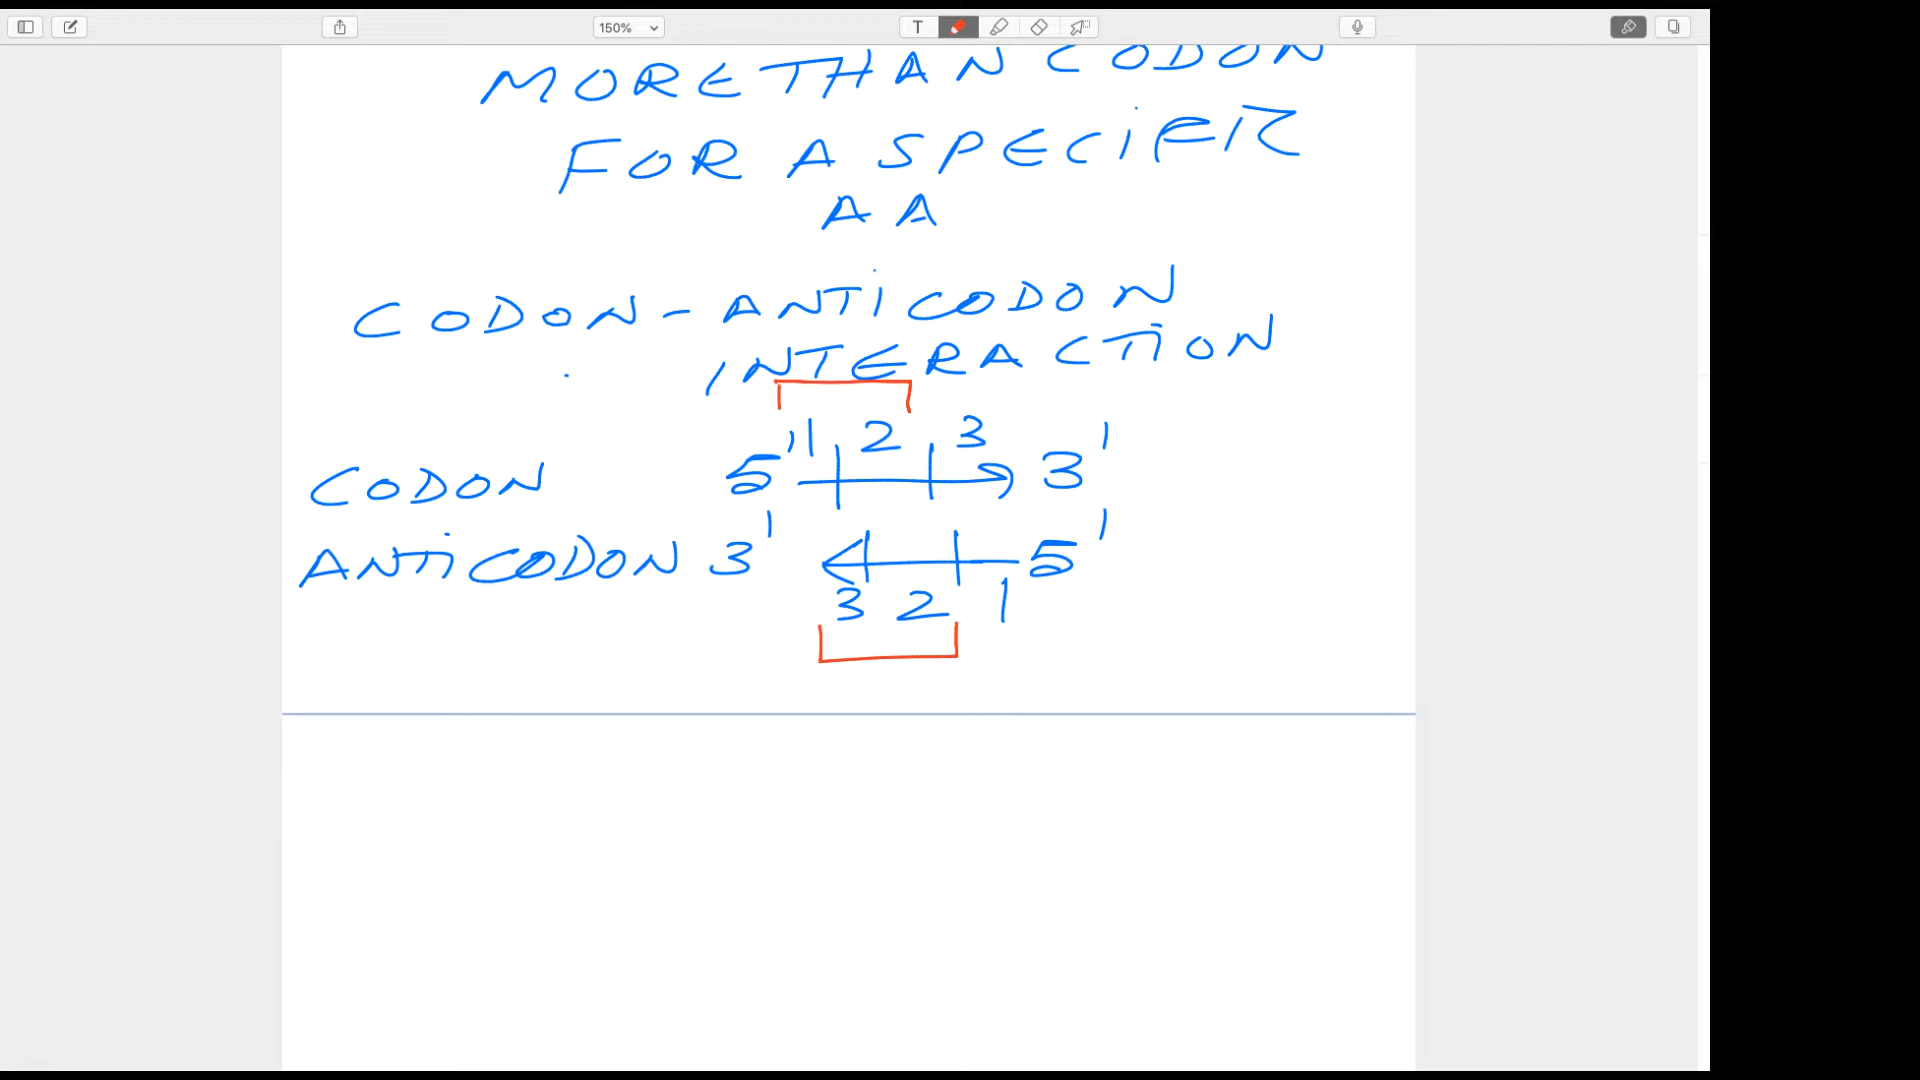 150%
T
MORE THAN CODON
FOR A SPECIFIC
AA
CODON-ANTICODON
INTERACTION
1 2 3
CODON 5' 3'
ANTICODON 3' 5'
3 2 1